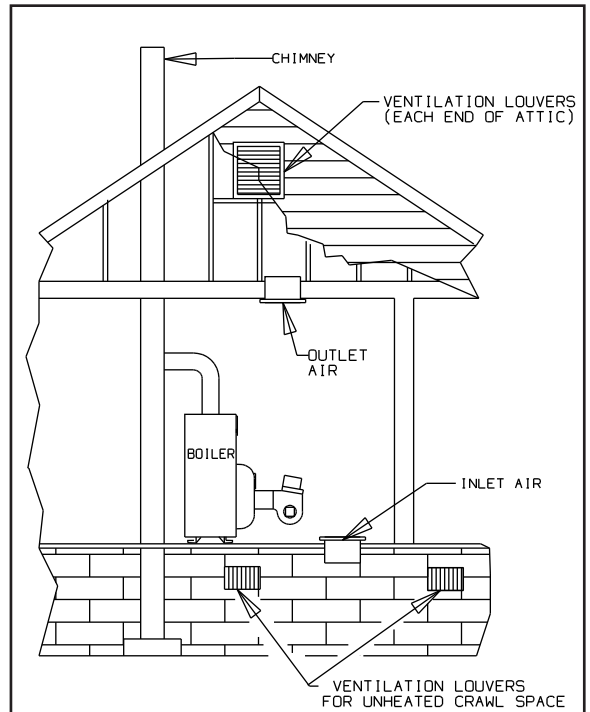 CHIMNEY
VENTILATION LOUVERS
(EACH END OF ATTIC)
OUTLET
AIR
BOILER
INLET AIR
VENTILATION LOUVERS
FOR UNHEATED CRAWL SPACE